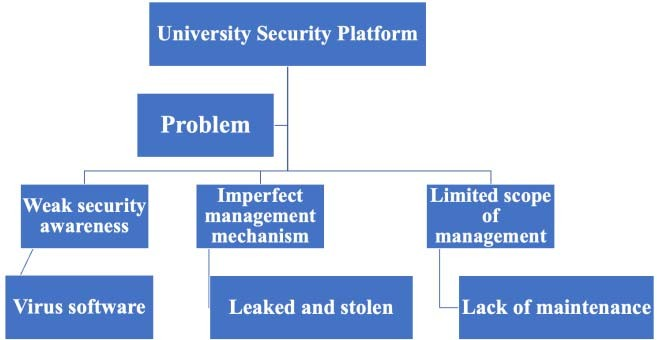 University Security Platform
Problem
Weak security
awareness
Imperfect
management
mechanism
Limited scope
of
management
Virus software
Leaked and stolen
Lack of maintenance